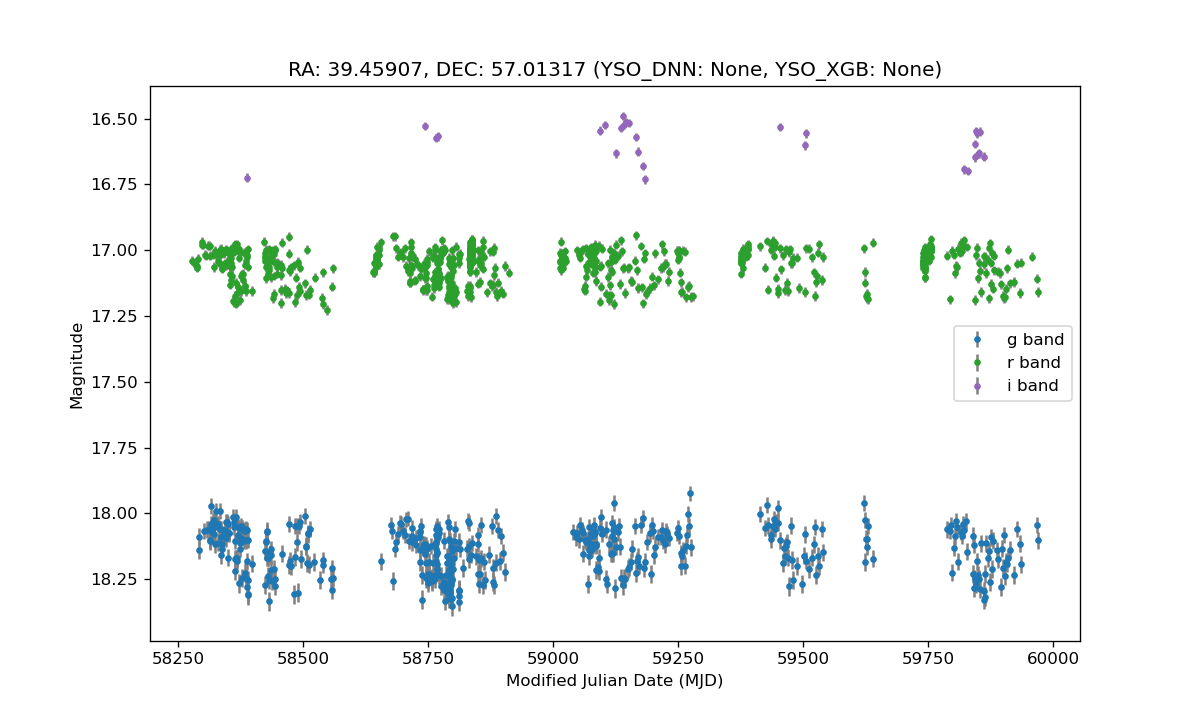 RA: 39.45907, DEC: 57.01317 (YSO_DNN: None, YSO_XGB: None)
16.50
16.75
17.00
17.25
17.50
17.75
18.00
18.25
Magnitude
g band
r band
i band
58250
58500
58750
59000
59250
59500
59750
60000
Modified Julian Date (MJD)